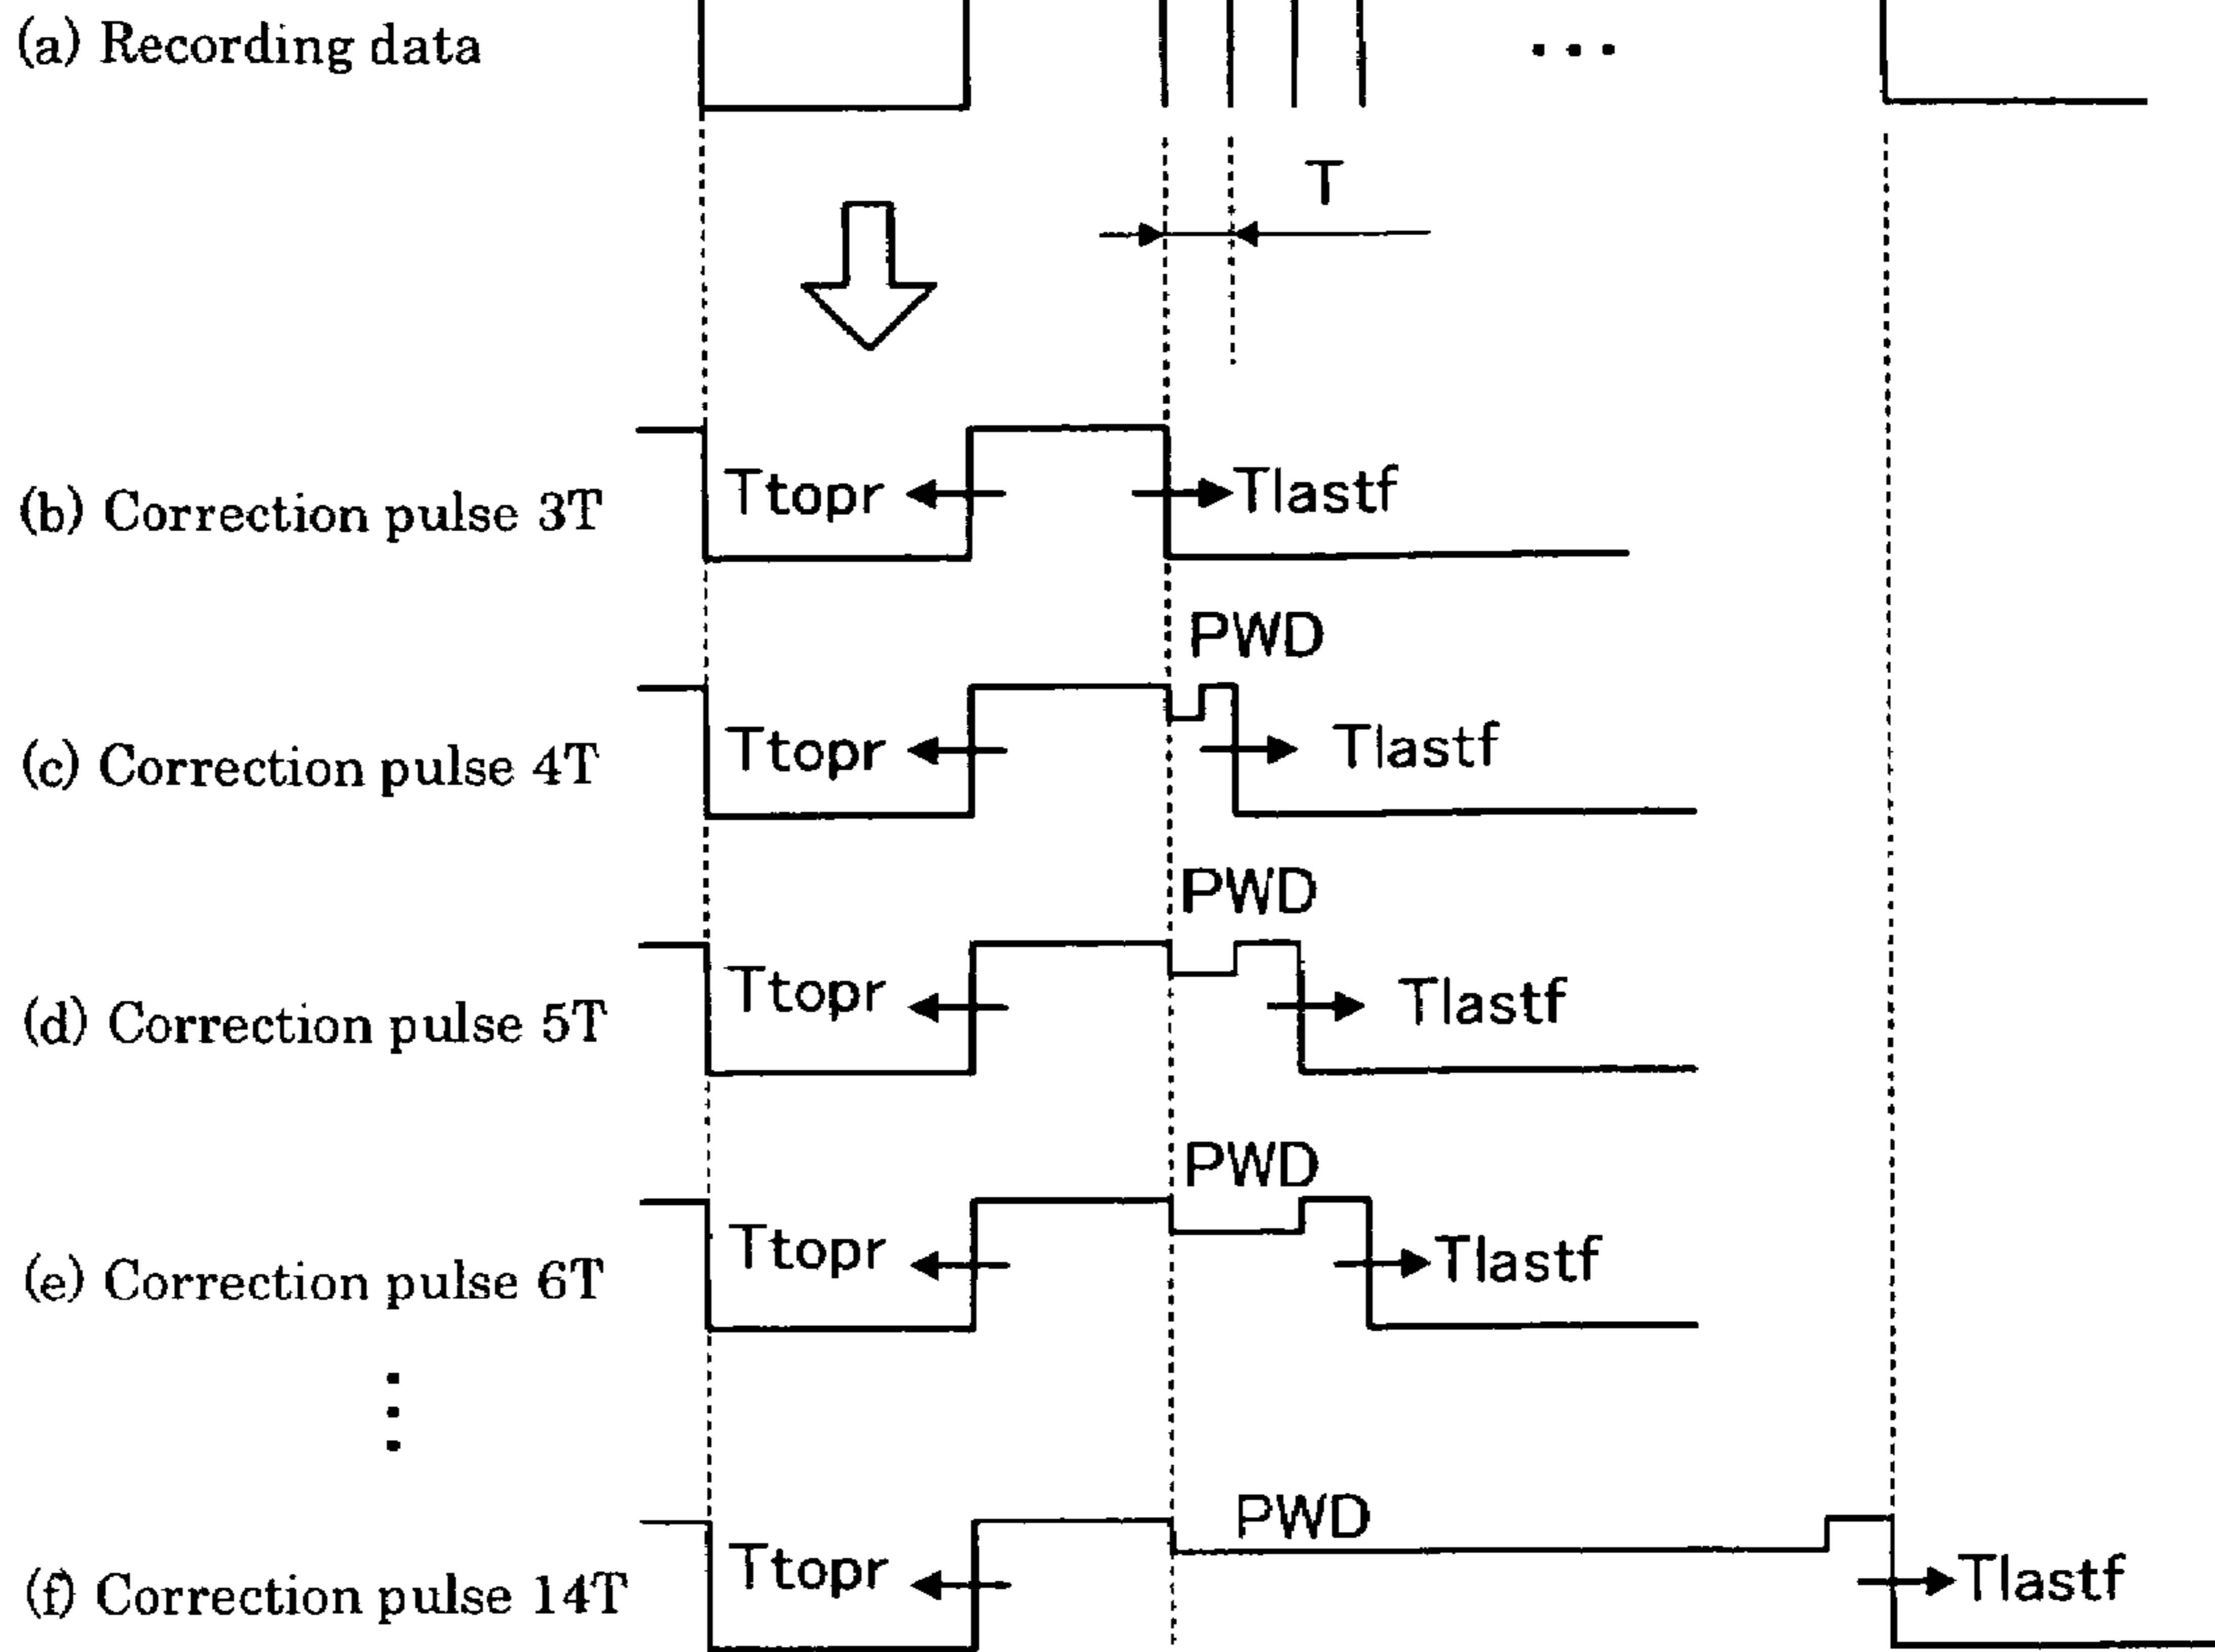 (a) Recording data
...
T
(b) Correction pulse 3T
Ttopr
Tlastf
PWD
(c) Correction pulse 4T
Ttopr
Tlastf
PWD
(d) Correction pulse 5T
Ttopr
Tlastf
PWD
(e) Correction pulse 6T
Ttopr
Tlastf
PWD
(f) Correction pulse 14T
Ttopr
Tlastf